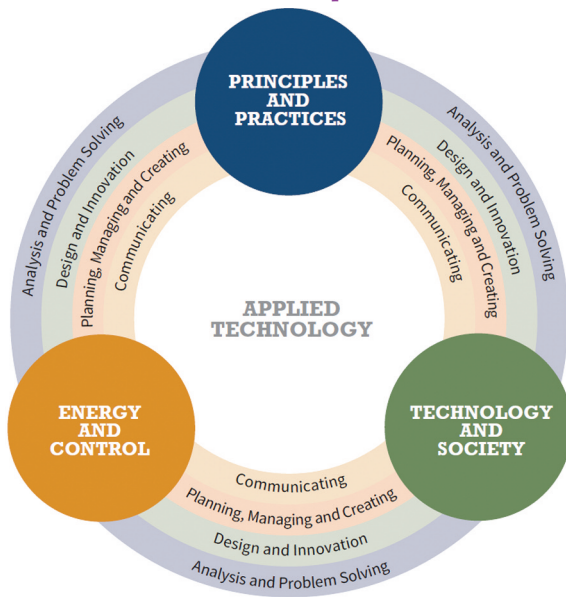 PRINCIPLES
AND
PRACTICES
Analysis and Problem Solving
Design and Innovation
Planning, Managing and Creating
Communicating
Analysis and Problem Solving
Design and Innovation
Planning, Managing and Creating
Communicating
APPLIED
TECHNOLOGY
ENERGY
AND
CONTROL
TECHNOLOGY
AND
SOCIETY
Communicating
Planning, Managing and Creating
Design and Innovation
Analysis and Problem Solving